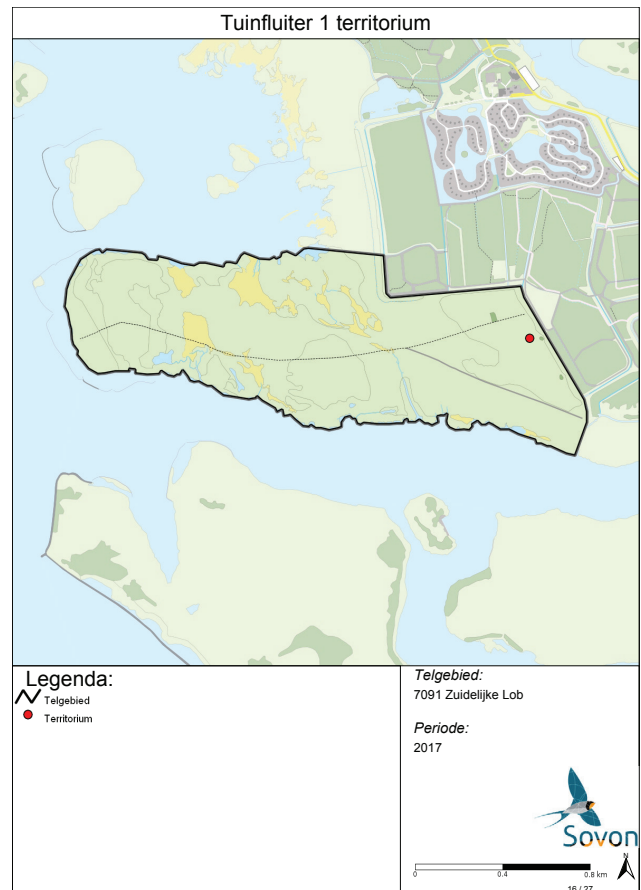 Tuinfluiter 1 territorium
Legenda:
Telgebied
Territorium
Telgebied:
7091 Zuidelijke Lob
Periode:
2017
Sovon
N
0 0.4 0.8 km
16 / 27